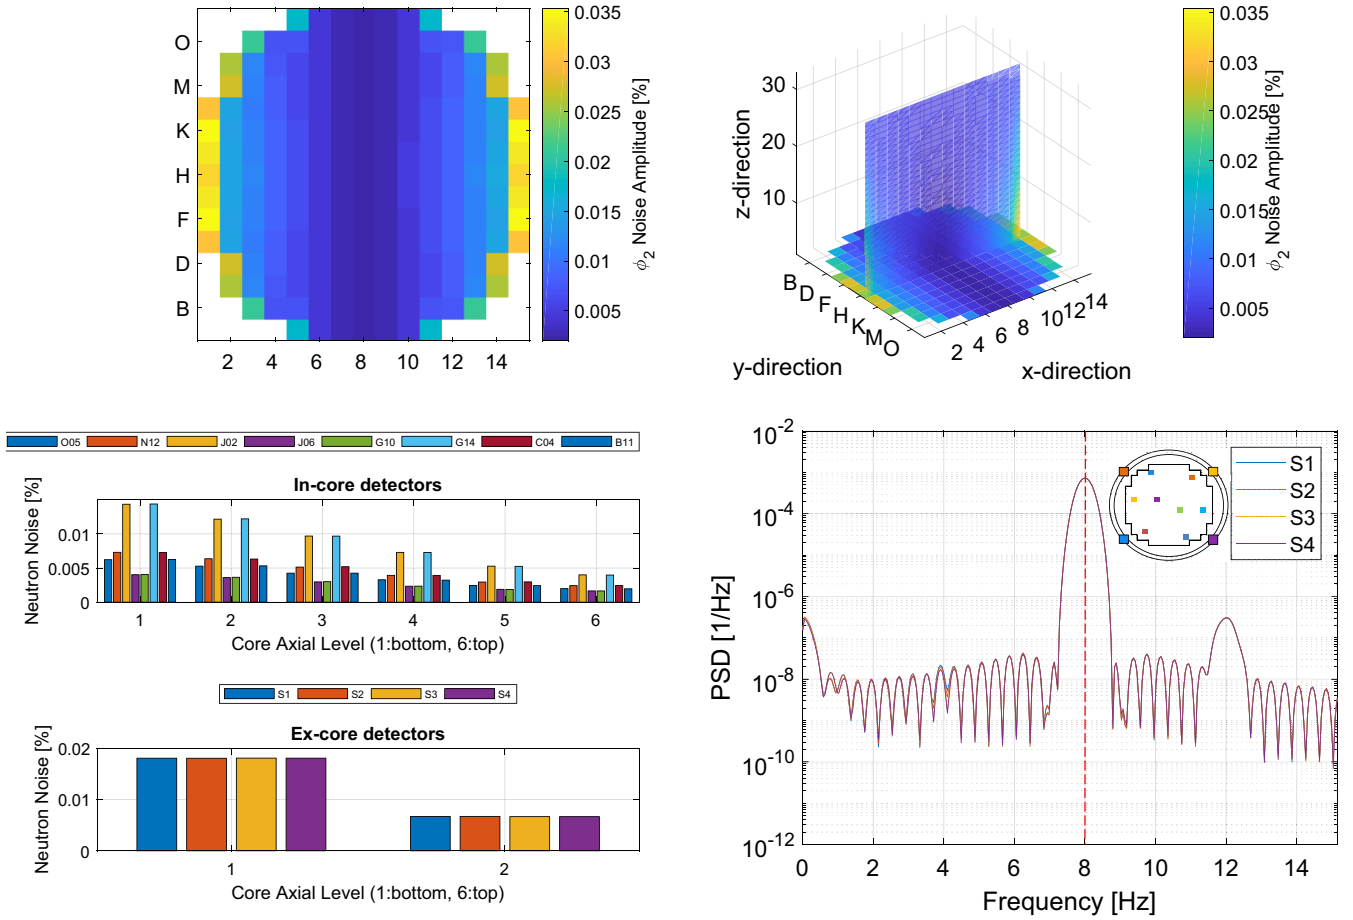 O
M
K
H
F
D
B
2 4 6 8 10 12 14
0.035
0.03
0.025
0.02
0.015
0.01
0.005
ϕ2 Noise Amplitude [%]
30
20
10
z-direction
B D F H K M O
2 4 6 8 10 12 14
y-direction
x-direction
0.035
0.03
0.025
0.02
0.015
0.01
0.005
ϕ2 Noise Amplitude [%]
O05 N12 J02 J06 G10 G14 C04 B11
In-core detectors
Neutron Noise [%]
0.01
0.005
0
1 2 3 4 5 6
Core Axial Level (1:bottom, 6:top)
S1 S2 S3 S4
Ex-core detectors
Neutron Noise [%]
0.02
0.01
0
1 2
Core Axial Level (1:bottom, 6:top)
PSD [1/Hz]
10-2
10-4
10-6
10-8
10-10
10-12
0 2 4 6 8 10 12 14
Frequency [Hz]
S1
S2
S3
S4